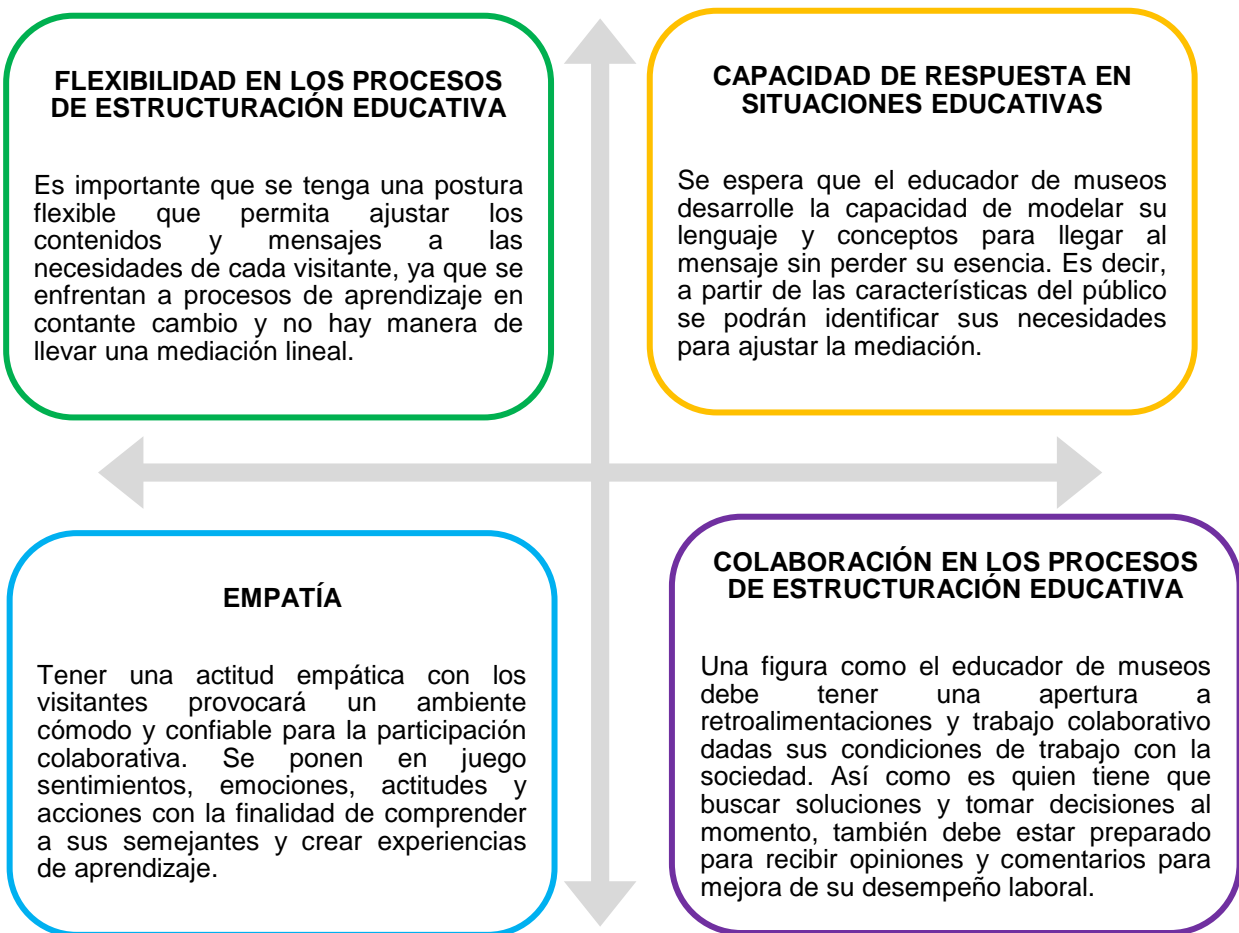 FLEXIBILIDAD EN LOS PROCESOS
DE ESTRUCTURACIÓN EDUCATIVA
Es importante que se tenga una postura
flexible que permita ajustar los
contenidos y mensajes a las
necesidades de cada visitante, ya que se
enfrentan a procesos de aprendizaje en
contante cambio y no hay manera de
llevar una mediación lineal.
CAPACIDAD DE RESPUESTA EN
SITUACIONES EDUCATIVAS
Se espera que el educador de museos
desarrolle la capacidad de modelar su
lenguaje y conceptos para llegar al
mensaje sin perder su esencia. Es decir,
a partir de las características del público
se podrán identificar sus necesidades
para ajustar la mediación.
EMPATÍA
Tener una actitud empática con los
visitantes provocará un ambiente
cómodo y confiable para la participación
colaborativa. Se ponen en juego
sentimientos, emociones, actitudes y
acciones con la finalidad de comprender
a sus semejantes y crear experiencias
de aprendizaje.
COLABORACIÓN EN LOS PROCESOS
DE ESTRUCTURACIÓN EDUCATIVA
Una figura como el educador de museos
debe tener una apertura a
retroalimentaciones y trabajo colaborativo
dadas sus condiciones de trabajo con la
sociedad. Así como es quien tiene que
buscar soluciones y tomar decisiones al
momento, también debe estar preparado
para recibir opiniones y comentarios para
mejora de su desempeño laboral.